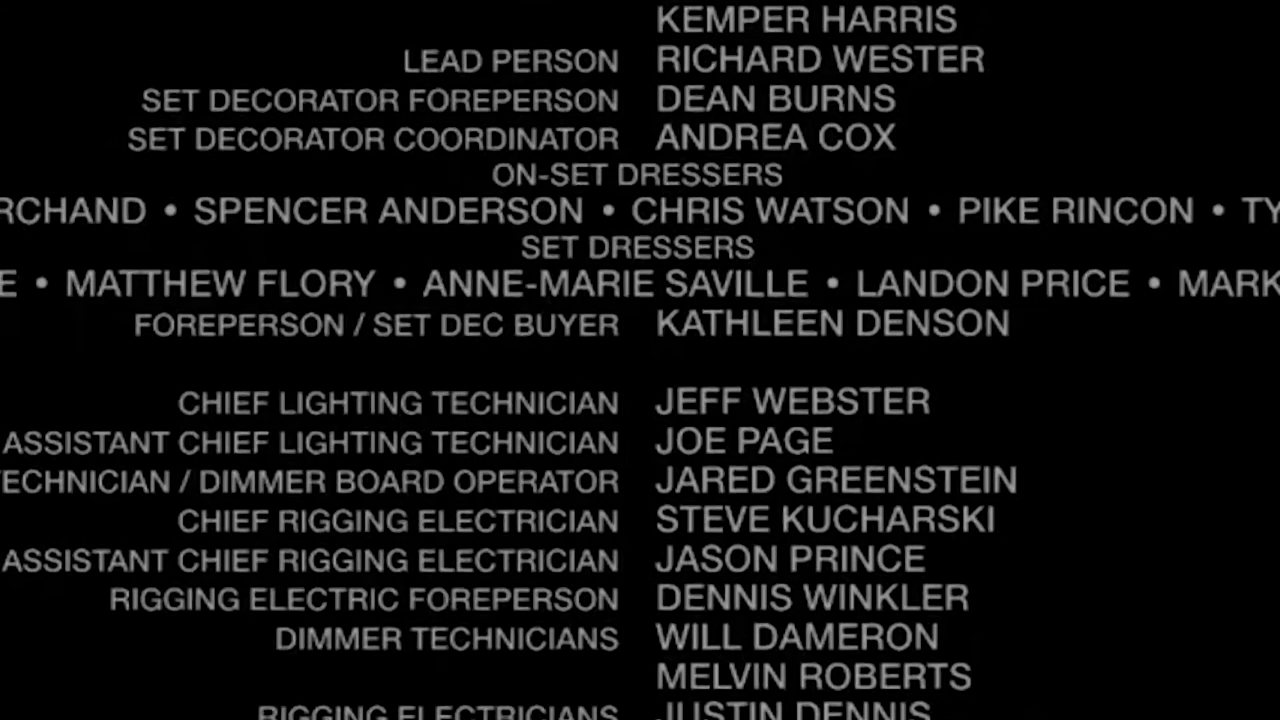 KEMPER HARRIS
LEAD PERSON RICHARD WESTER
SET DECORATOR FOREPERSON DEAN BURNS
SET DECORATOR COORDINATOR ANDREA COX
ON-SET DRESSERS
RCHAND • SPENCER ANDERSON • CHRIS WATSON • PIKE RINCON • TY
SET DRESSERS
E • MATTHEW FLORY • ANNE-MARIE SAVILLE • LANDON PRICE • MARK
FOREPERSON / SET DEC BUYER KATHLEEN DENSON
CHIEF LIGHTING TECHNICIAN JEFF WEBSTER
ASSISTANT CHIEF LIGHTING TECHNICIAN JOE PAGE
TECHNICIAN / DIMMER BOARD OPERATOR JARED GREENSTEIN
CHIEF RIGGING ELECTRICIAN STEVE KUCHARSKI
ASSISTANT CHIEF RIGGING ELECTRICIAN JASON PRINCE
RIGGING ELECTRIC FOREPERSON DENNIS WINKLER
DIMMER TECHNICIANS WILL DAMERON
MELVIN ROBERTS
RIGGING ELECTRICIANS JUSTIN DENNIS